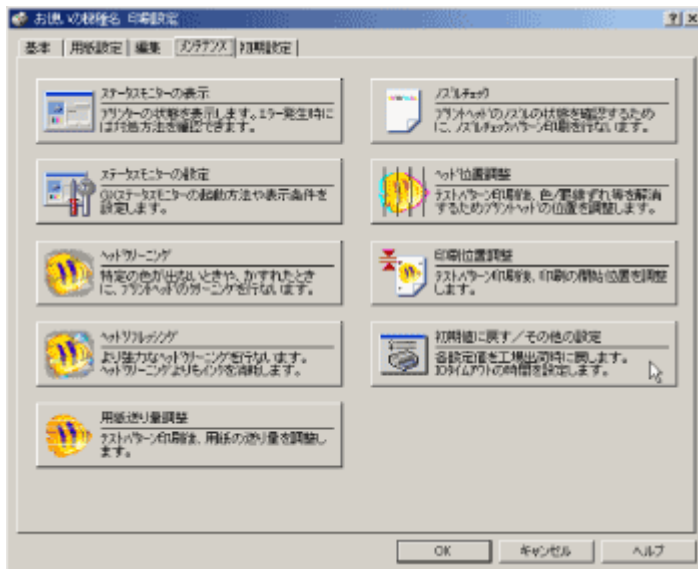 お使いの機種名 印刷設定
基本 用紙設定 編集 メンテナンス 初期設定
ステータスモニターの表示
プリンターの状態を表示します。エラー発生時に
は対処方法を確認できます。
ステータスモニターの設定
GXステータスモニターの起動方法や表示条件を
設定します。
ヘッドクリーニング
特定の色が出ないときや、かすれたとき
に、プリントヘッドのクリーニングを行ないます。
ヘッドリフレッシング
より強力なヘッドクリーニングを行ないます。
ヘッドクリーニングよりもインクを消耗します。
用紙送り量調整
テストパターン印刷後、用紙の送り量を調整し
ます。
ノズルチェック
プリントヘッドのノズルの状態を確認するため
に、ノズルチェックパターン印刷を行ないます。
ヘッド位置調整
テストパターン印刷後、色/罫線ずれ等を解消
するためプリントヘッドの位置を調整します。
印刷位置調整
テストパターン印刷後、印刷の開始位置を調整
します。
初期値に戻す/その他の設定
各設定値を工場出荷時に戻します。
IOタイムアウトの時間を設定します。
OK キャンセル ヘルプ